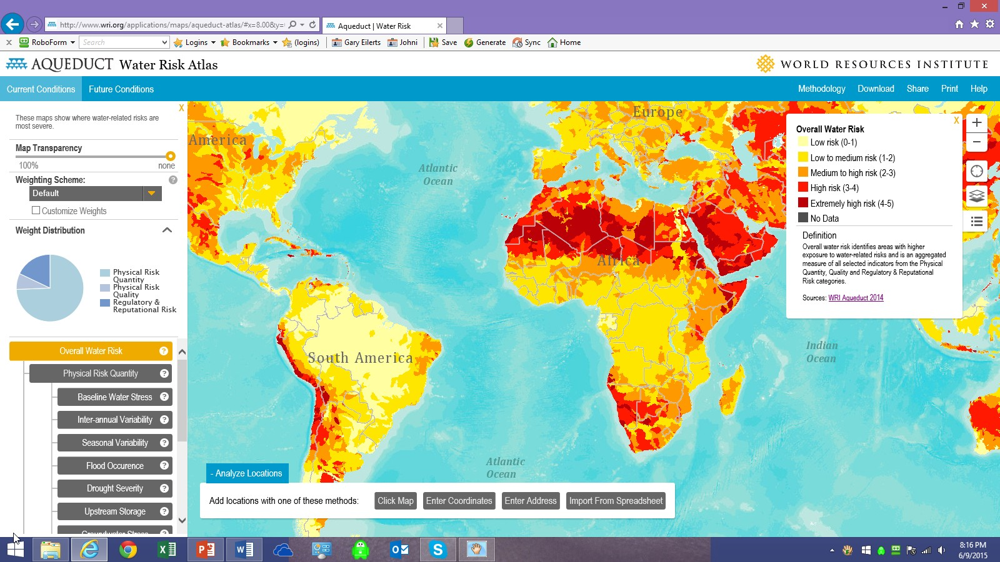 http://www.wri.org/applications/maps/aqueduct-atlas/#x=8.00&y=
Aqueduct | Water Risk
x
RoboForm
Search
Logins
Bookmarks
(logins)
Gary Eilerts
Johni
Save
Generate
Sync
Home
AQUEDUCT Water Risk Atlas
WORLD RESOURCES INSTITUTE
Current Conditions
Future Conditions
Methodology
Download
Share
Print
Help
X
These maps show where water-related risks are
most severe.
Map Transparency
100%
none
Weighting Scheme:
?
Default
Customize Weights
Weight Distribution
Physical Risk
Quantity
Physical Risk
Quality
Regulatory &
Reputational Risk
Overall Water Risk ?
Physical Risk Quantity ?
Baseline Water Stress ?
Inter-annual Variability ?
Seasonal Variability ?
Flood Occurence ?
Drought Severity ?
Upstream Storage ?
Groundwater Stress
America
Europe
Atlantic
Ocean
Africa
South America
Indian
Ocean
Atlantic
Ocean
X
Overall Water Risk
Low risk (0-1)
Low to medium risk (1-2)
Medium to high risk (2-3)
High risk (3-4)
Extremely high risk (4-5)
No Data
Definition
Overall water risk identifies areas with higher
exposure to water-related risks and is an aggregated
measure of all selected indicators from the Physical
Quantity, Quality and Regulatory & Reputational
Risk categories.
Sources: WRI Aqueduct 2014
+
−
- Analyze Locations
Add locations with one of these methods:
Click Map
Enter Coordinates
Enter Address
Import From Spreadsheet
8:16 PM
6/9/2015